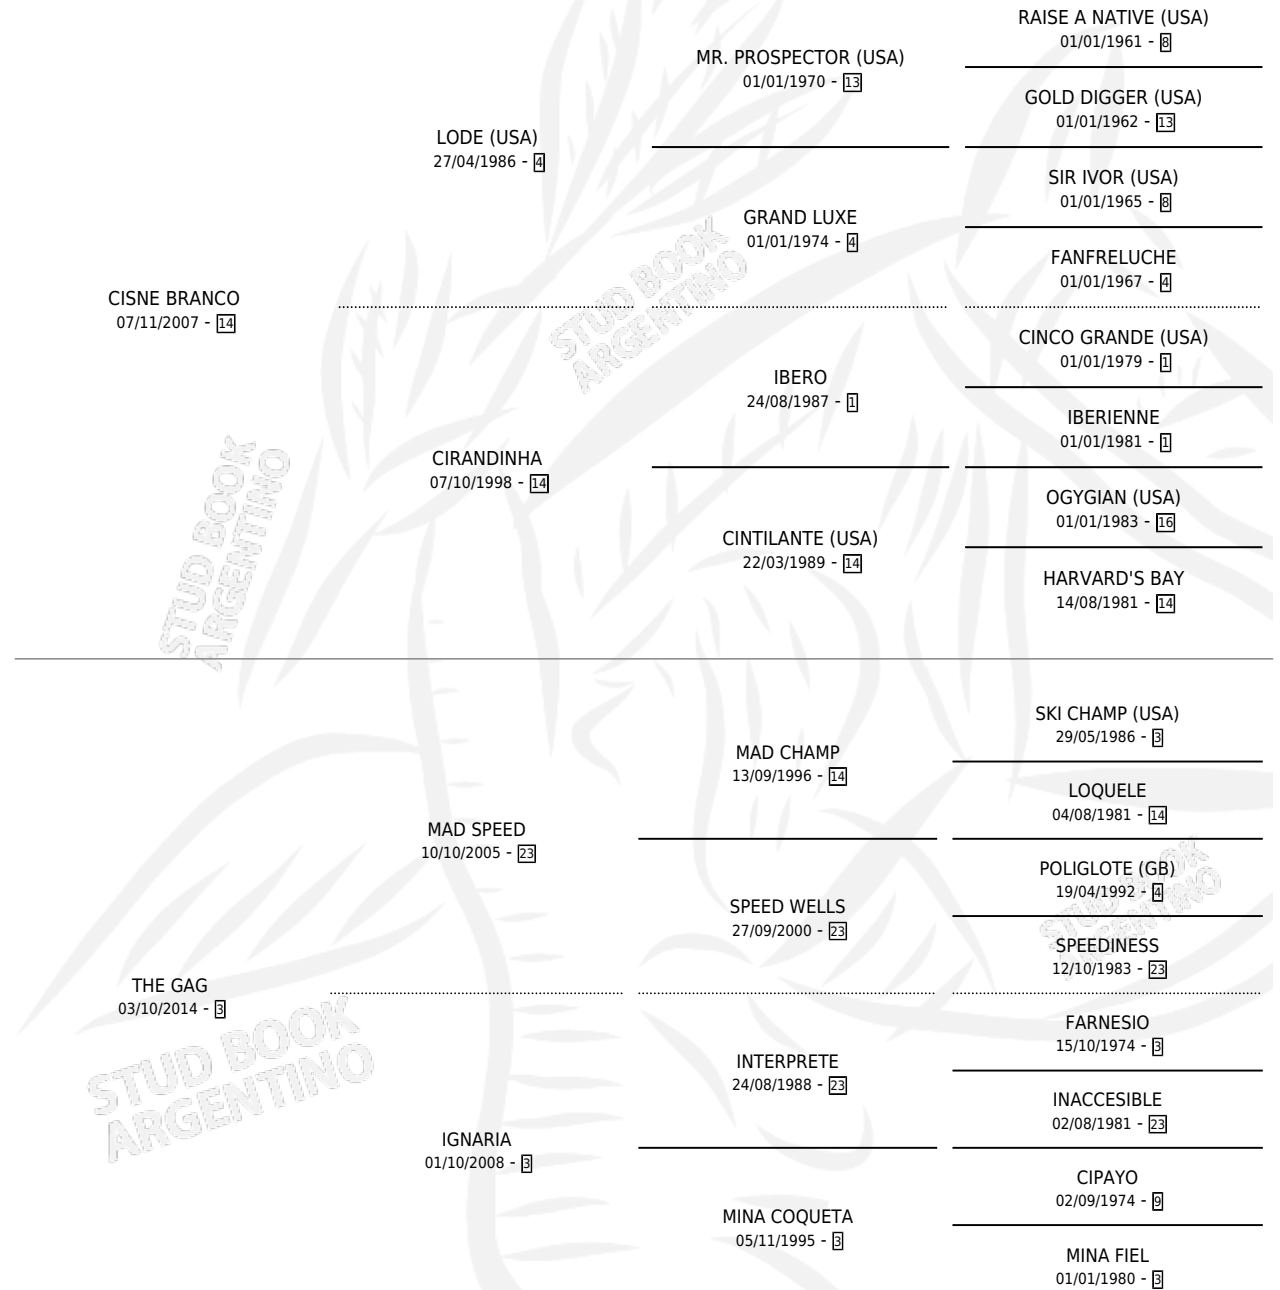 RAISE A NATIVE (USA)
01/01/1961 - 8
MR. PROSPECTOR (USA)
01/01/1970 - 13
GOLD DIGGER (USA)
01/01/1962 - 13
LODE (USA)
27/04/1986 - 4
SIR IVOR (USA)
01/01/1965 - 8
GRAND LUXE
01/01/1974 - 4
FANFRELUCHE
01/01/1967 - 4
STUD BOOK
ARGENTINO
CISNE BRANCO
07/11/2007 - 14
CINCO GRANDE (USA)
01/01/1979 - 1
IBERO
24/08/1987 - 1
IBERIENNE
01/01/1981 - 1
CIRANDINHA
07/10/1998 - 14
OGYGIAN (USA)
01/01/1983 - 16
CINTILANTE (USA)
22/03/1989 - 14
HARVARD'S BAY
14/08/1981 - 14
STUD BOOK
ARGENTINO
SKI CHAMP (USA)
29/05/1986 - 3
MAD CHAMP
13/09/1996 - 14
LOQUELE
04/08/1981 - 14
MAD SPEED
10/10/2005 - 23
POLIGLOTE (GB)
19/04/1992 - 4
STUD BOOK
ARGENTINO
SPEED WELLS
27/09/2000 - 23
SPEEDINESS
12/10/1983 - 23
THE GAG
03/10/2014 - 3
STUD BOOK
ARGENTINO
FARNESIO
15/10/1974 - 3
INTERPRETE
24/08/1988 - 23
INACCESIBLE
02/08/1981 - 23
IGNARIA
01/10/2008 - 3
CIPAYO
02/09/1974 - 9
MINA COQUETA
05/11/1995 - 3
MINA FIEL
01/01/1980 - 3